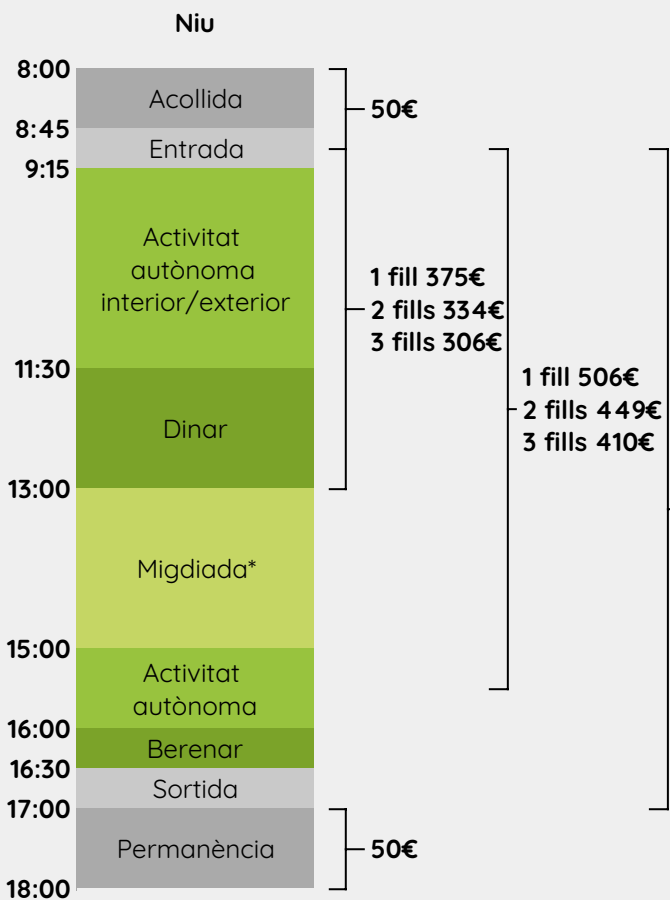 Niu
8:00
Acollida
50€
8:45
Entrada
9:15
Activitat
autònoma
interior/exterior
1 fill 375€
2 fills 334€
3 fills 306€
11:30
1 fill 506€
2 fills 449€
3 fills 410€
Dinar
13:00
Migdiada*
15:00
Activitat
autònoma
16:00
Berenar
16:30
Sortida
17:00
Permanència
50€
18:00